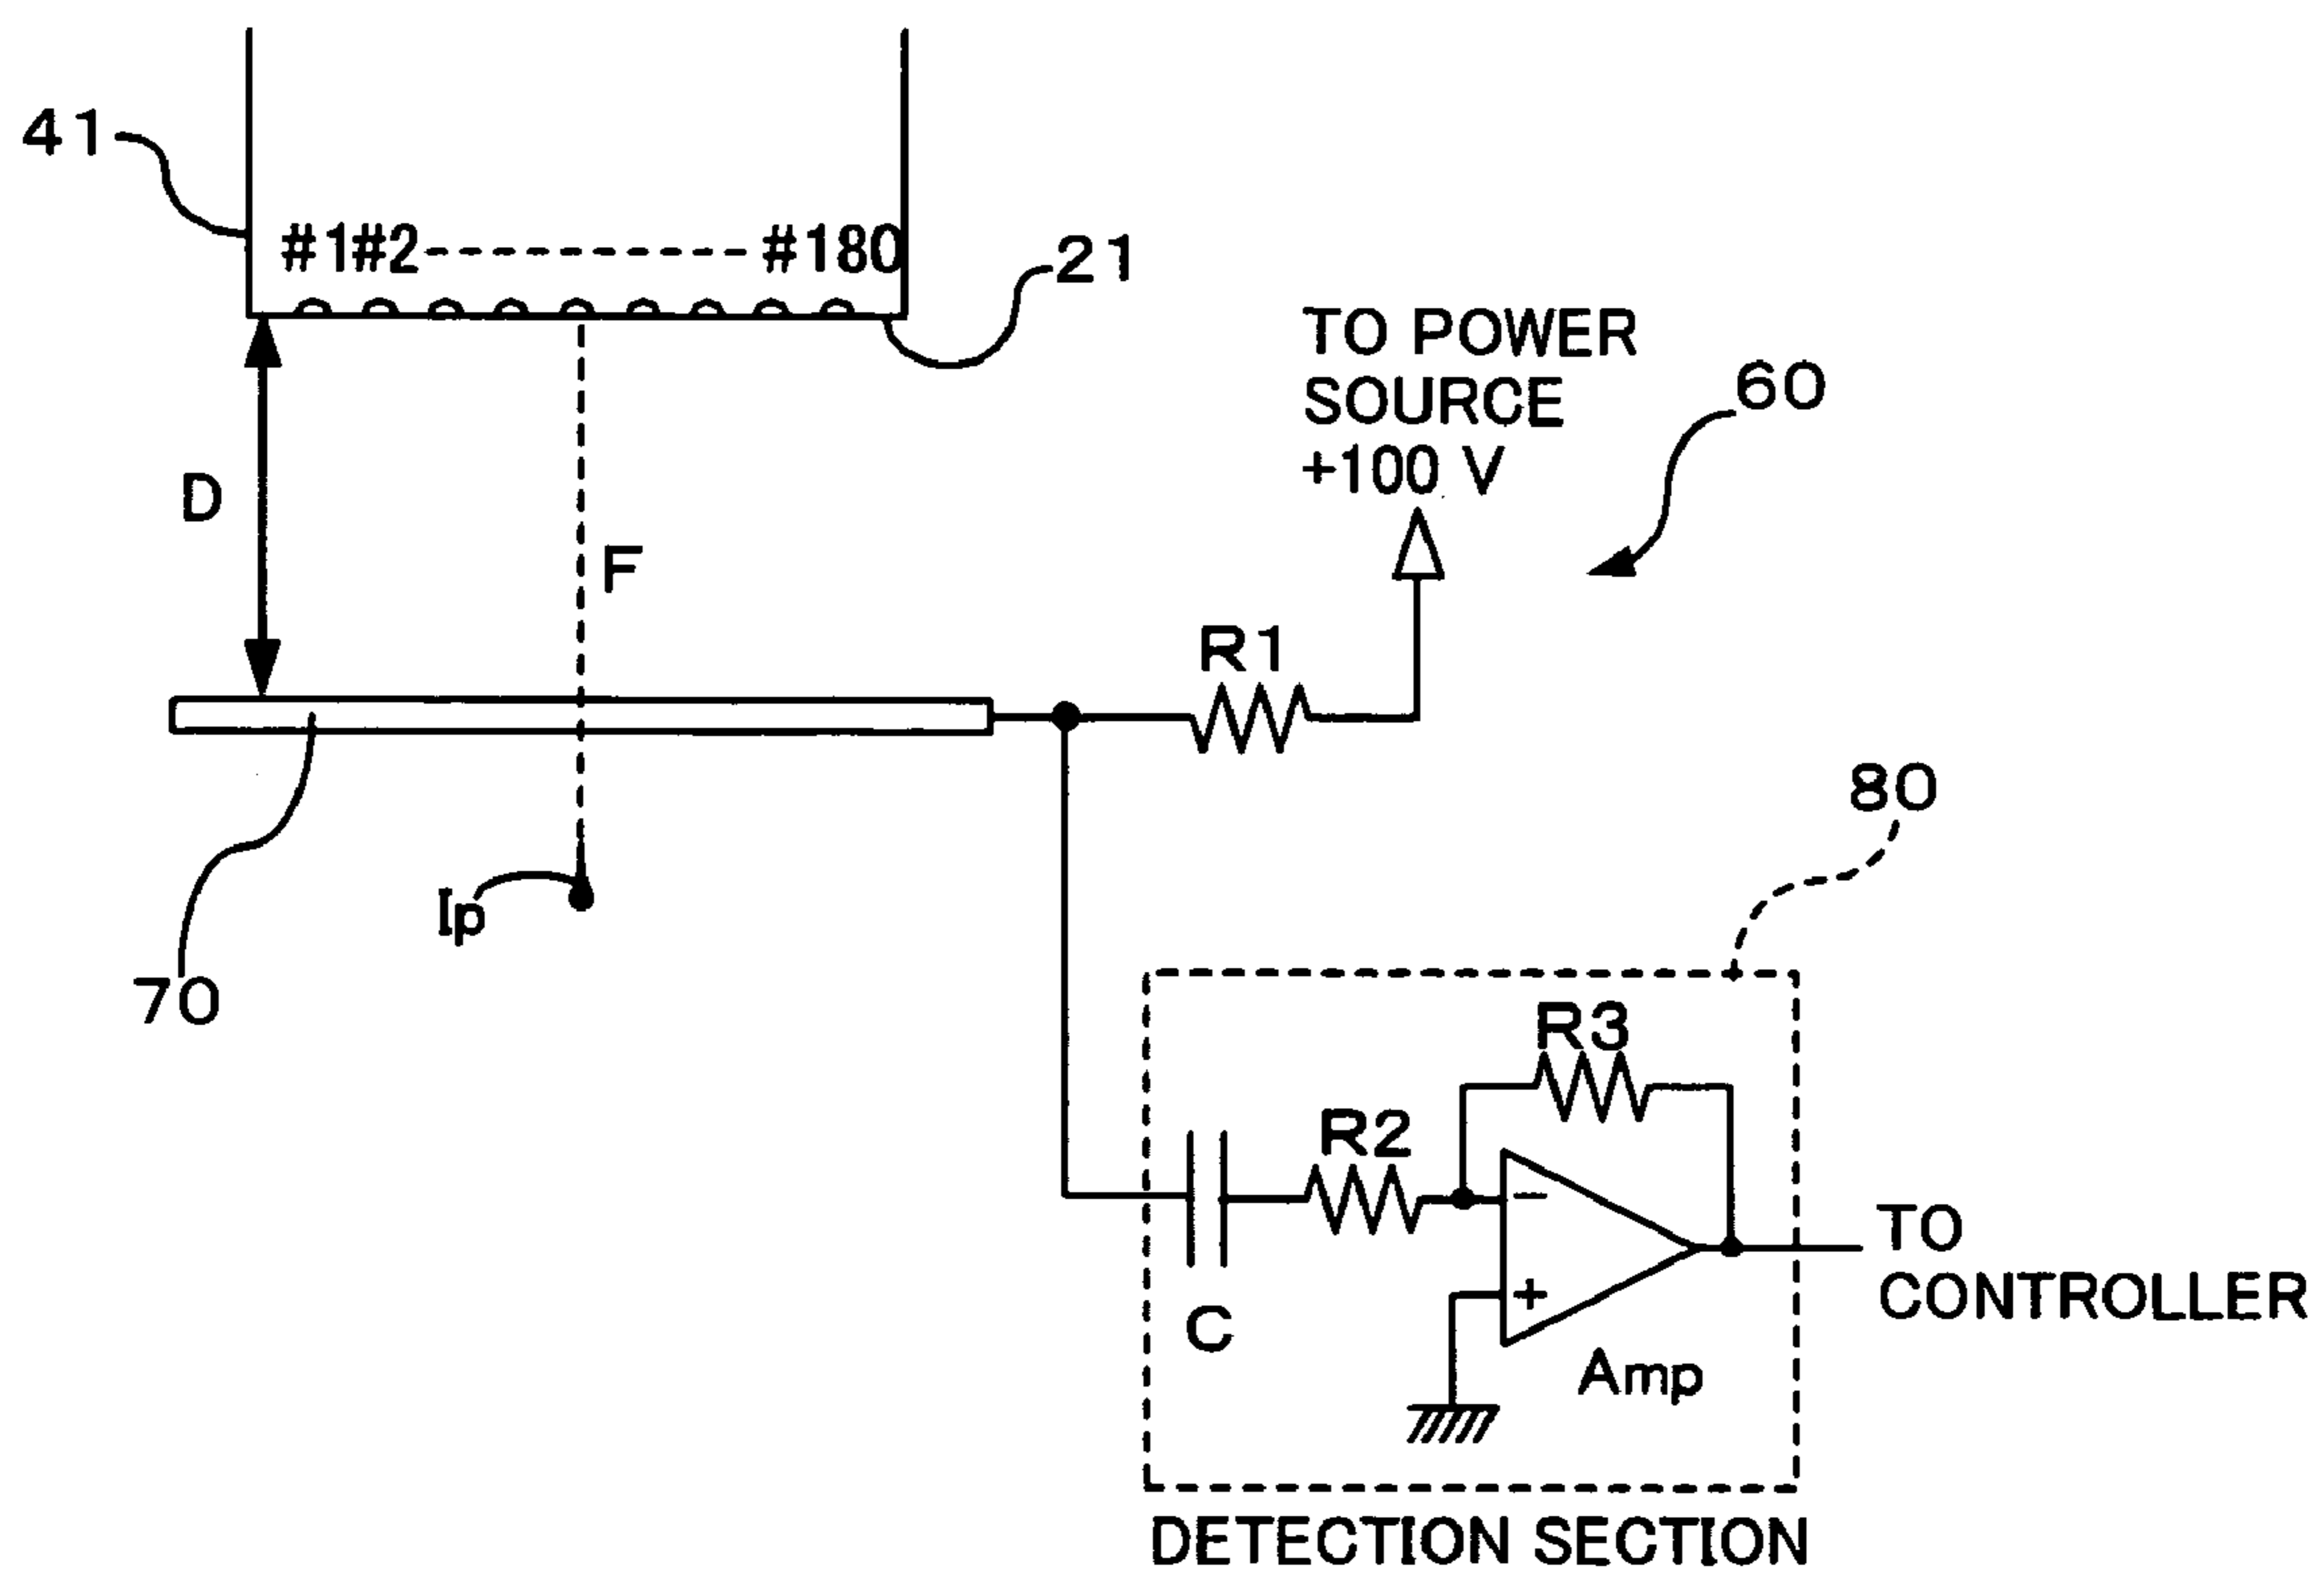 41
#1#2----------#180
21
TO POWER
SOURCE
+100 V
60
D
F
R1
80
Ip
70
R3
R2
−
+
C
Amp
TO
CONTROLLER
DETECTION SECTION